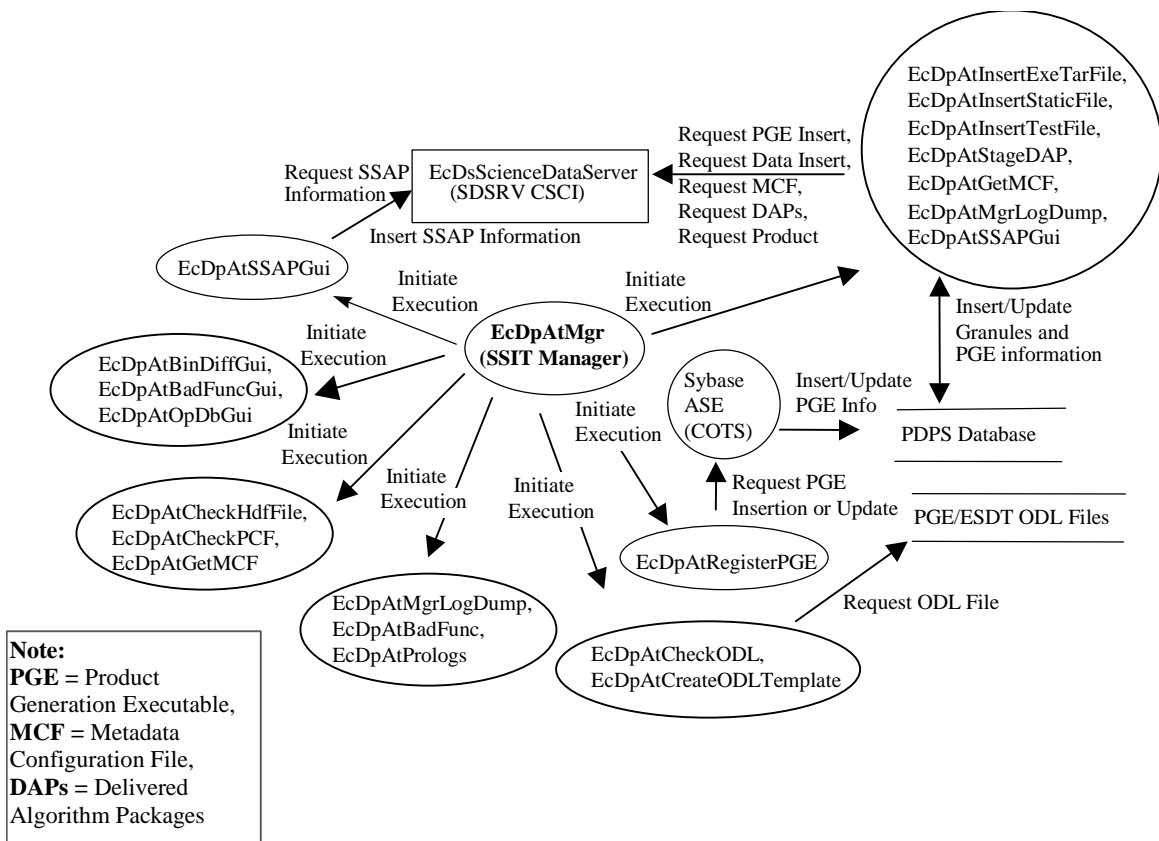 EcDpAtInsertExeTarFile,
EcDpAtInsertStaticFile,
EcDpAtInsertTestFile,
EcDpAtStageDAP,
EcDpAtGetMCF,
EcDpAtMgrLogDump,
EcDpAtSSAPGui
Request PGE Insert,
Request Data Insert,
Request MCF,
Request DAPs,
Request Product
Request SSAP
Information
EcDsScienceDataServer
(SDSRV CSCI)
Insert SSAP Information
EcDpAtSSAPGui
Initiate
Execution
Initiate
Execution
Insert/Update
Granules and
PGE information
EcDpAtMgr
(SSIT Manager)
Initiate
Execution
EcDpAtBinDiffGui,
EcDpAtBadFuncGui,
EcDpAtOpDbGui
Sybase
ASE
(COTS)
Insert/Update
PGE Info
PDPS Database
Initiate
Execution
Initiate
Execution
Initiate
Execution
Initiate
Execution
Request PGE
Insertion or Update
PGE/ESDT ODL Files
EcDpAtCheckHdfFile,
EcDpAtCheckPCF,
EcDpAtGetMCF
EcDpAtRegisterPGE
Request ODL File
EcDpAtMgrLogDump,
EcDpAtBadFunc,
EcDpAtPrologs
EcDpAtCheckODL,
EcDpAtCreateODLTemplate
Note:
PGE = Product
Generation Executable,
MCF = Metadata
Configuration File,
DAPs = Delivered
Algorithm Packages